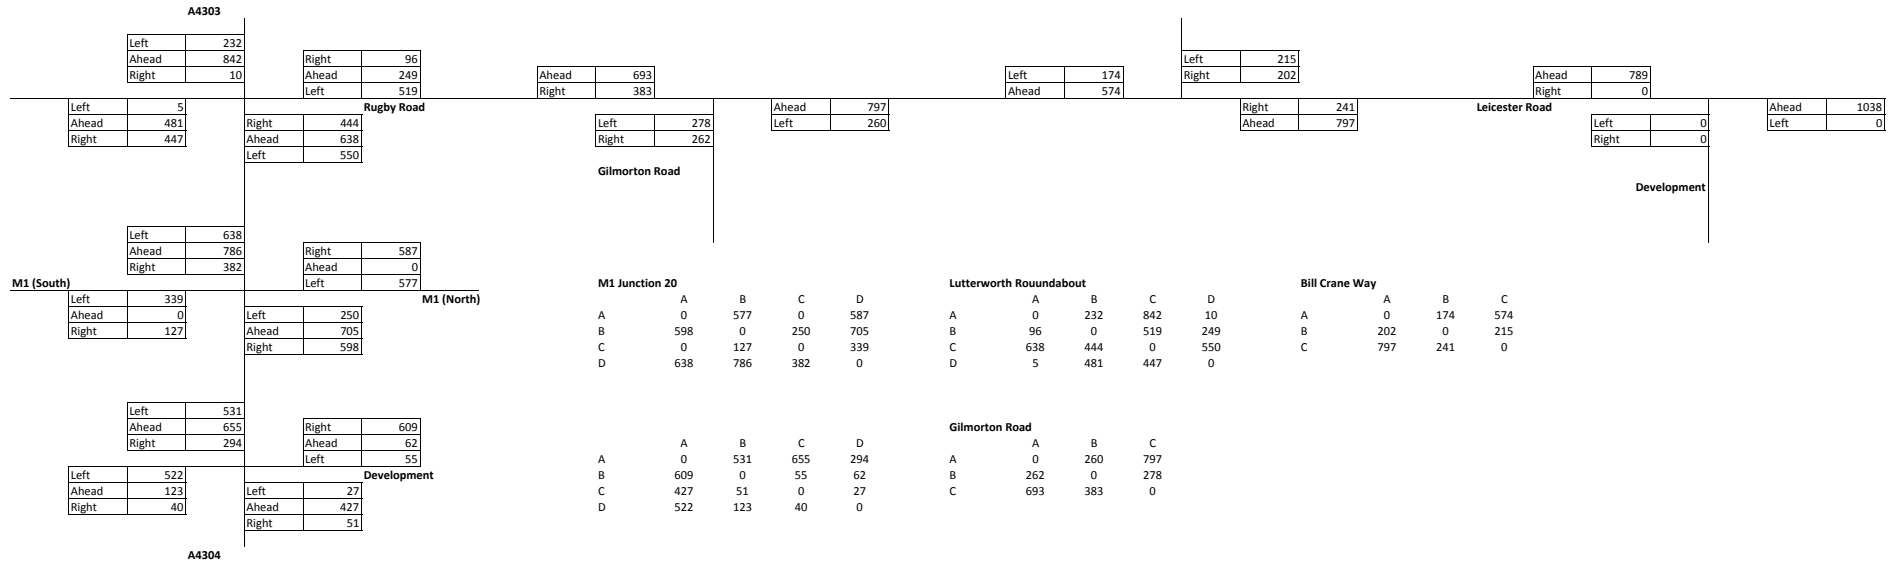 A4303
Left 232
Ahead 842
Right 10
Right 96
Ahead 249
Left 519
Ahead 693
Right 383
Left 174
Ahead 574
Left 215
Right 202
Ahead 789
Right 0
Left 5
Ahead 481
Right 447
Rugby Road
Right 444
Ahead 638
Left 550
Left 278
Right 262
Gilmorton Road
Ahead 797
Left 260
Right 241
Ahead 797
Leicester Road
Left 0
Right 0
Development
Ahead 1038
Left 0
Left 638
Ahead 786
Right 382
Right 587
Ahead 0
Left 577
M1 (South)
M1 (North)
Left 339
Ahead 0
Right 127
Left 250
Ahead 705
Right 598
M1 Junction 20
A B C D
A 0 577 0 587
B 598 0 250 705
C 0 127 0 339
D 638 786 382 0
Lutterworth Rouundabout
A B C D
A 0 232 842 10
B 96 0 519 249
C 638 444 0 550
D 5 481 447 0
Bill Crane Way
A B C
A 0 174 574
B 202 0 215
C 797 241 0
Left 531
Ahead 655
Right 294
Right 609
Ahead 62
Left 55
Development
Left 522
Ahead 123
Right 40
Left 27
Ahead 427
Right 51
A4304
A B C D
A 0 531 655 294
B 609 0 55 62
C 427 51 0 27
D 522 123 40 0
Gilmorton Road
A B C
A 0 260 797
B 262 0 278
C 693 383 0